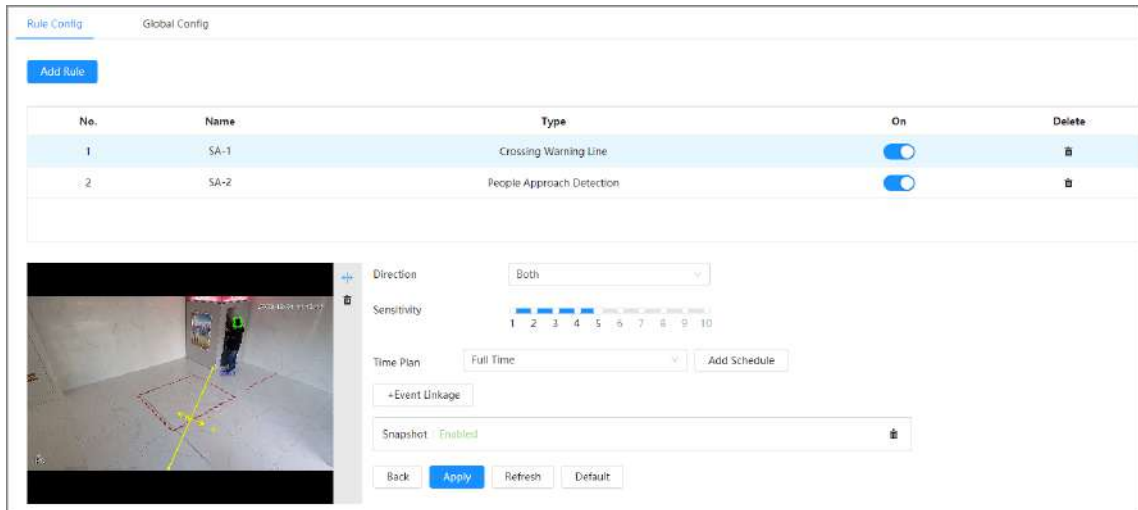 Rule Config Global Config
Add Rule
No. Name Type On Delete
1 SA-1 Crossing Warning Line
2 SA-2 People Approach Detection
Direction Both
Sensitivity
1 2 3 4 5 6 7 8 9 10
Time Plan Full Time Add Schedule
+Event Linkage
Snapshot Enabled
Back Apply Refresh Default